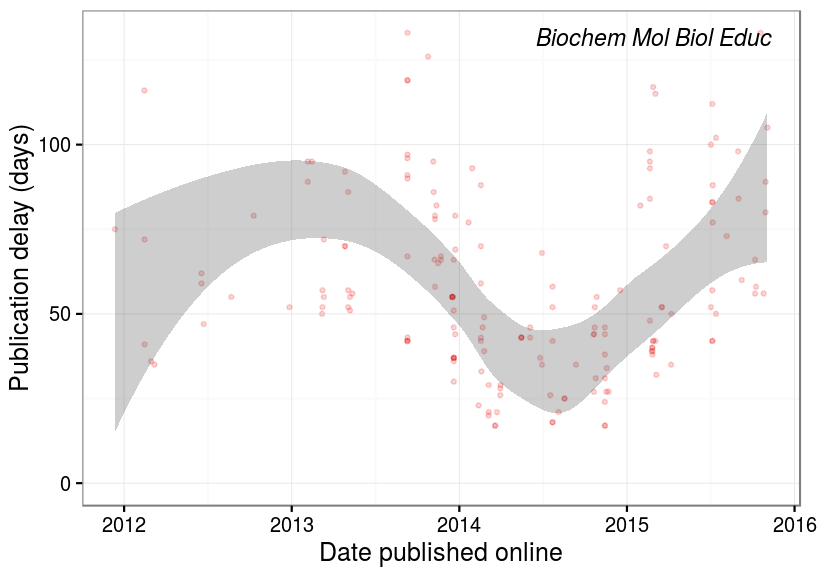 Biochem Mol Biol Educ
Publication delay (days)
100
50
0
2012 2013 2014 2015 2016
Date published online